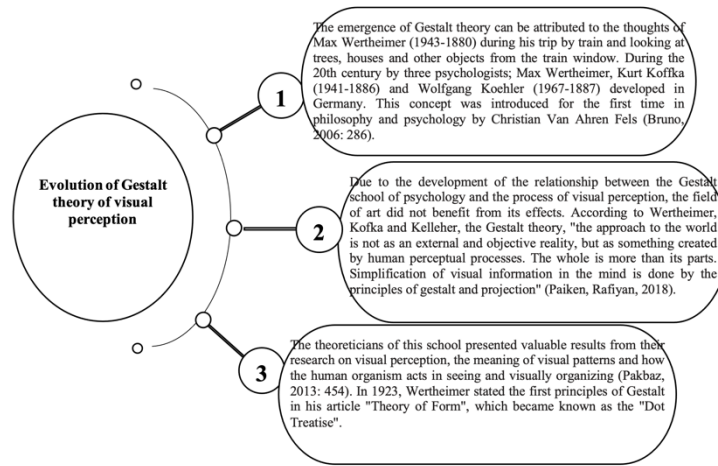 Evolution of Gestalt
theory of visual
perception
1
The emergence of Gestalt theory can be attributed to the thoughts of
Max Wertheimer (1943-1880) during his trip by train and looking at
trees, houses and other objects from the train window. During the
20th century by three psychologists; Max Wertheimer, Kurt Koffka
(1941-1886) and Wolfgang Koehler (1967-1887) developed in
Germany. This concept was introduced for the first time in
philosophy and psychology by Christian Van Ahren Fels (Bruno,
2006: 286).
2
Due to the development of the relationship between the Gestalt
school of psychology and the process of visual perception, the field
of art did not benefit from its effects. According to Wertheimer,
Kofka and Kelleher, the Gestalt theory, "the approach to the world
is not as an external and objective reality, but as something created
by human perceptual processes. The whole is more than its parts.
Simplification of visual information in the mind is done by the
principles of gestalt and projection" (Paiken, Rafiyan, 2018).
3
The theoreticians of this school presented valuable results from their
research on visual perception, the meaning of visual patterns and how
the human organism acts in seeing and visually organizing (Pakbaz,
2013: 454). In 1923, Wertheimer stated the first principles of Gestalt
in his article "Theory of Form", which became known as the "Dot
Treatise".